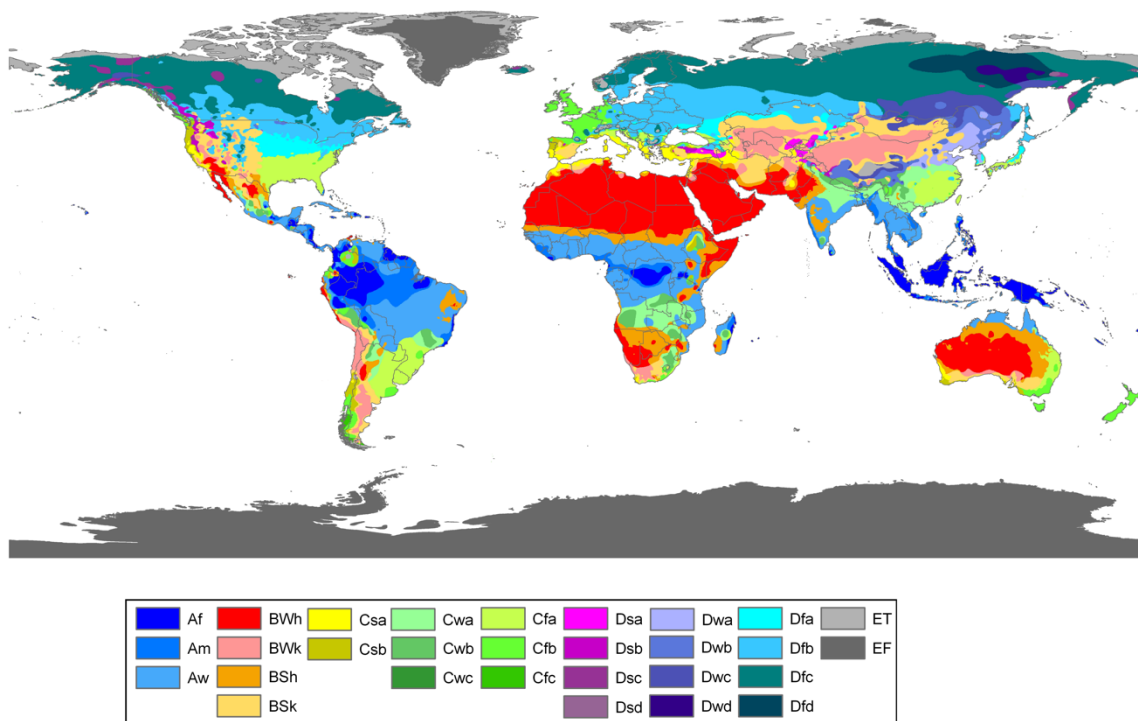 Af BWh Csa Cwa Cfa Dsa Dwa Dfa ET
Am BWk Csb Cwb Cfb Dsb Dwb Dfb EF
Aw BSh Cwc Cfc Dsc Dwc Dfc
BSk Dsd Dwd Dfd